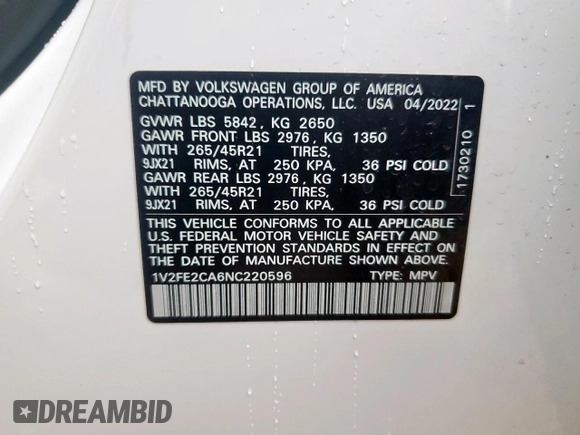 MFD BY VOLKSWAGEN GROUP OF AMERICA
CHATTANOOGA OPERATIONS, LLC. USA 04/2022
GVWR LBS 5842, KG 2650
GAWR FRONT LBS 2976, KG 1350
WITH 265/45R21 TIRES,
9JX21 RIMS, AT 250 KPA, 36 PSI COLD
GAWR REAR LBS 2976, KG 1350
WITH 265/45R21 TIRES,
9JX21 RIMS, AT 250 KPA, 36 PSI COLD
THIS VEHICLE CONFORMS TO ALL APPLICABLE
U.S. FEDERAL MOTOR VEHICLE SAFETY AND
THEFT PREVENTION STANDARDS IN EFFECT ON
THE DATE OF MANUFACTURE SHOWN ABOVE.
1V2FE2CA6NC220596 TYPE: MPV
1730210 1
DREAMBID